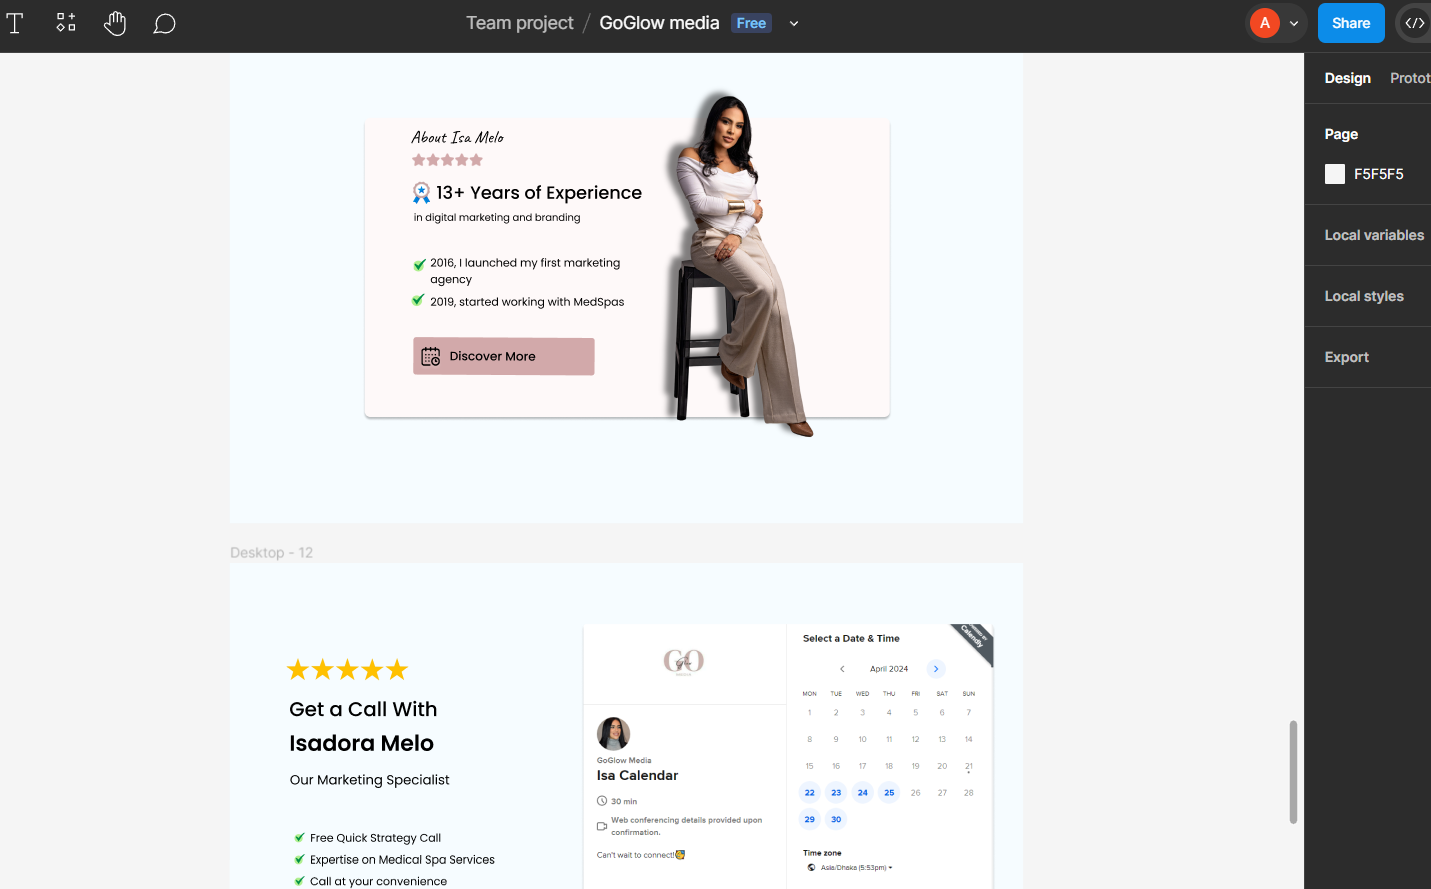 Team project / GoGlow media Free
A
Share
Design Protot
Page
F5F5F5
Local variables
Local styles
Export
About Isa Melo
13+ Years of Experience
in digital marketing and branding
2016, I launched my first marketing
agency
2019, started working with MedSpas
Discover More
Desktop - 12
Get a Call With
Isadora Melo
Our Marketing Specialist
Free Quick Strategy Call
Expertise on Medical Spa Services
Call at your convenience
GO
Glow
GoGlow Media
Isa Calendar
30 min
Web conferencing details provided upon
confirmation.
Can't wait to connect!
Select a Date & Time
Calendly
April 2024
MON TUE WED THU FRI SAT SUN
1 2 3 4 5 6 7
8 9 10 11 12 13 14
15 16 17 18 19 20 21
22 23 24 25 26 27 28
29 30
Time zone
Asia/Dhaka (5:53pm)